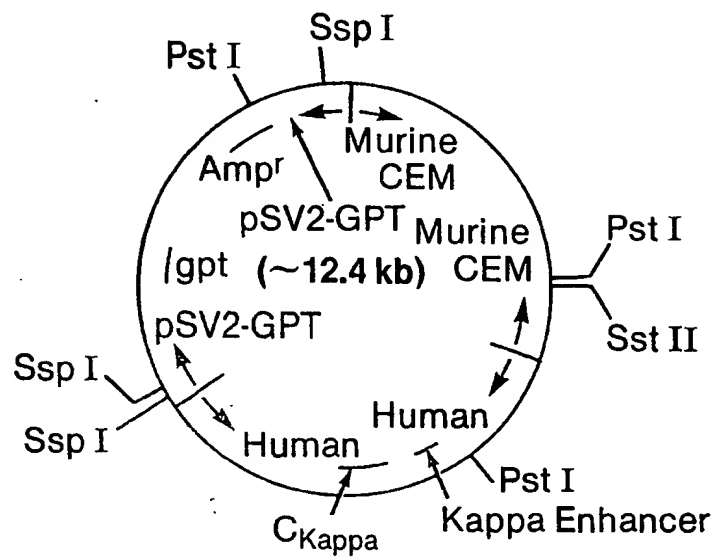 Ssp I
Pst I
Ampr
Murine
CEM
pSV2-GPT
Murine
CEM
Pst I
Sst II
gpt
(~12.4 kb)
pSV2-GPT
Ssp I
Ssp I
Human
Human
Pst I
Kappa Enhancer
CKappa